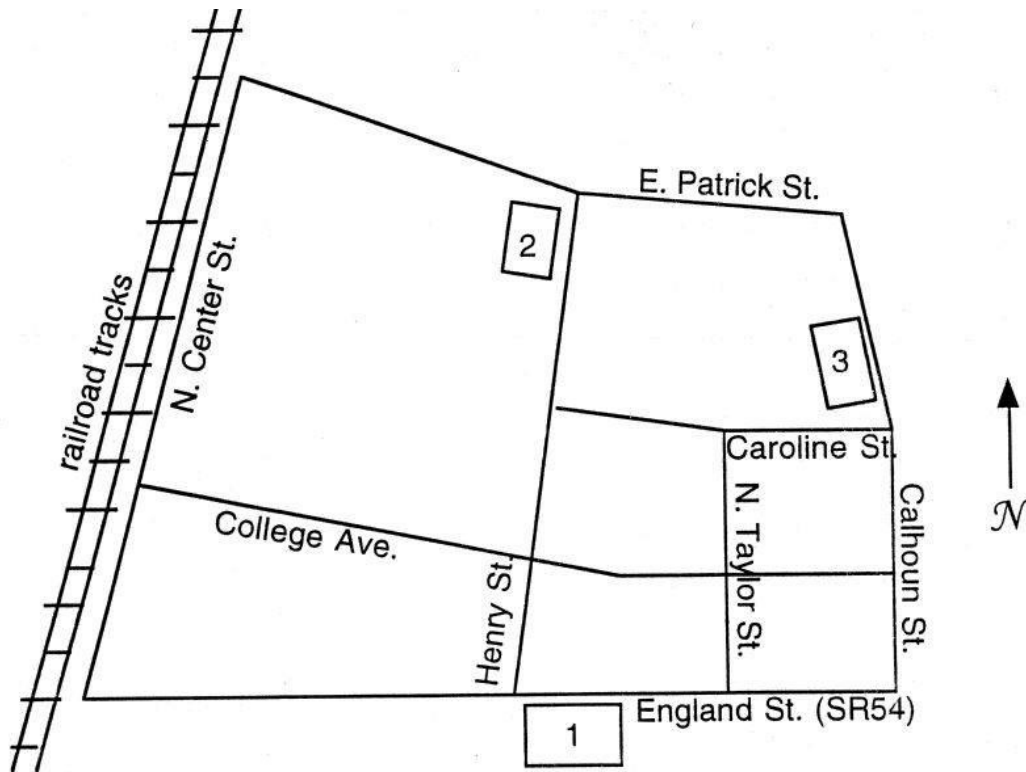 E. Patrick St.
2
3
N. Center St.
railroad tracks
Caroline St.
College Ave.
N. Taylor St.
Calhoun St.
N
Henry St.
England St. (SR54)
1